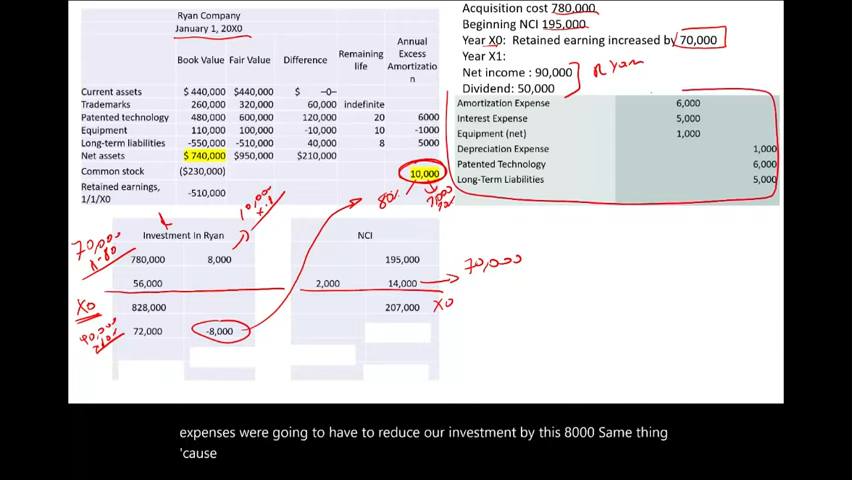 Ryan Company
January 1, 20X0
Book Value Fair Value Difference Remaining life Annual Excess Amortizatio n
Current assets $ 440,000 $440,000 $ –0–
Trademarks 260,000 320,000 60,000 indefinite
Patented technology 480,000 600,000 120,000 20 6000
Equipment 110,000 100,000 -10,000 10 -1000
Long-term liabilities -550,000 -510,000 40,000 8 5000
Net assets $ 740,000 $950,000 $210,000
Common stock ($230,000) 10,000
Retained earnings, 1/1/X0 -510,000
Acquisition cost 780,000
Beginning NCI 195,000
Year X0: Retained earning increased by 70,000
Year X1:
Net income : 90,000
Dividend: 50,000
Ryan
Amortization Expense 6,000
Interest Expense 5,000
Equipment (net) 1,000
Depreciation Expense 1,000
Patented Technology 6,000
Long-Term Liabilities 5,000
80%
10,000
70,000
Investment In Ryan
780,000 8,000
56,000
X0
828,000
90,000
72,000 -8,000
NCI
195,000
2,000 14,000
70,000
207,000 X0
expenses were going to have to reduce our investment by this 8000 Same thing
'cause